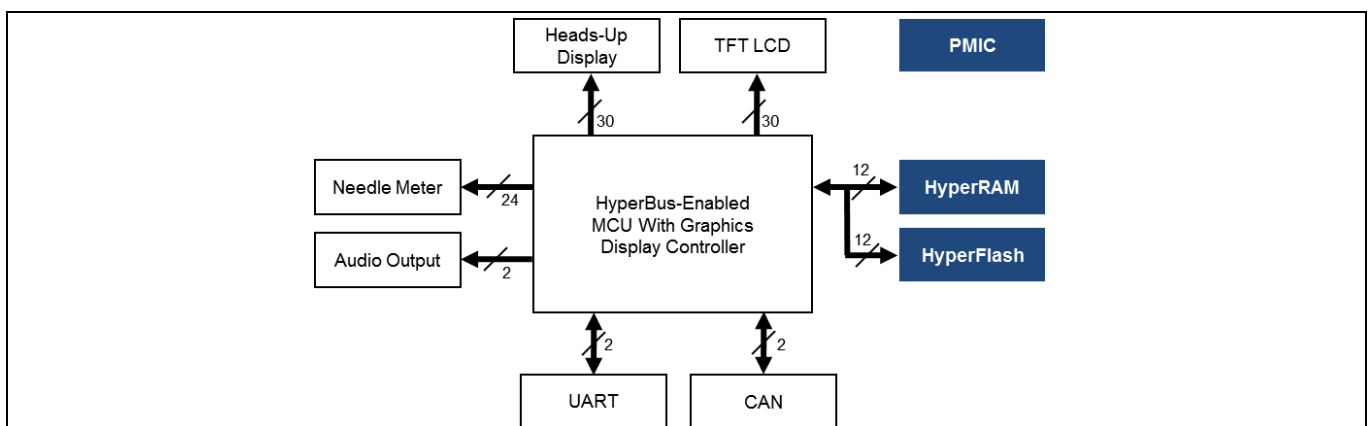 Heads-Up
Display
TFT LCD
PMIC
30
30
Needle Meter
24
HyperBus-Enabled
MCU With Graphics
Display Controller
12
HyperRAM
Audio Output
2
12
HyperFlash
2
2
UART
CAN